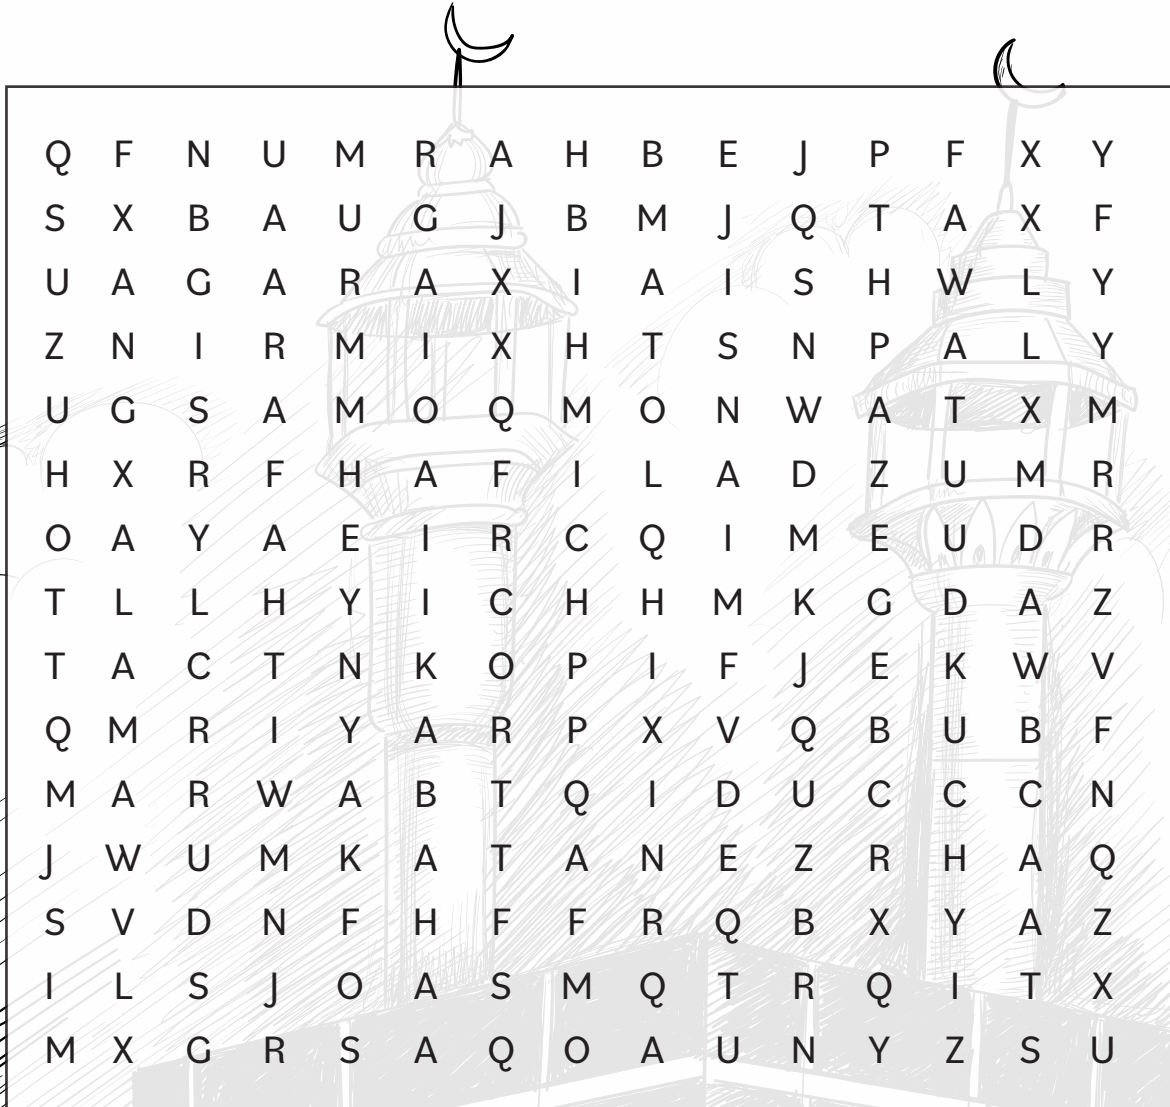 Q F N U M R A H B E J P F X Y
S X B A U G J B M J Q T A X F
U A G A R A X I A I S H W L Y
Z N I R M I X H T S N P A L Y
U G S A M O Q M O N W A T X M
H X R F H A F I L A D Z U M R
O A Y A E I R C Q I M E U D R
T L L H Y I C H H M K G D A Z
T A C T N K O P I F J E K W V
Q M R I Y A R P X V Q B U B F
M A R W A B T Q I D U C C C N
J W U M K A T A N E Z R H A Q
S V D N F H F F R Q B X Y A Z
I L S J O A S M Q T R Q I T X
M X G R S A Q O A U N Y Z S U